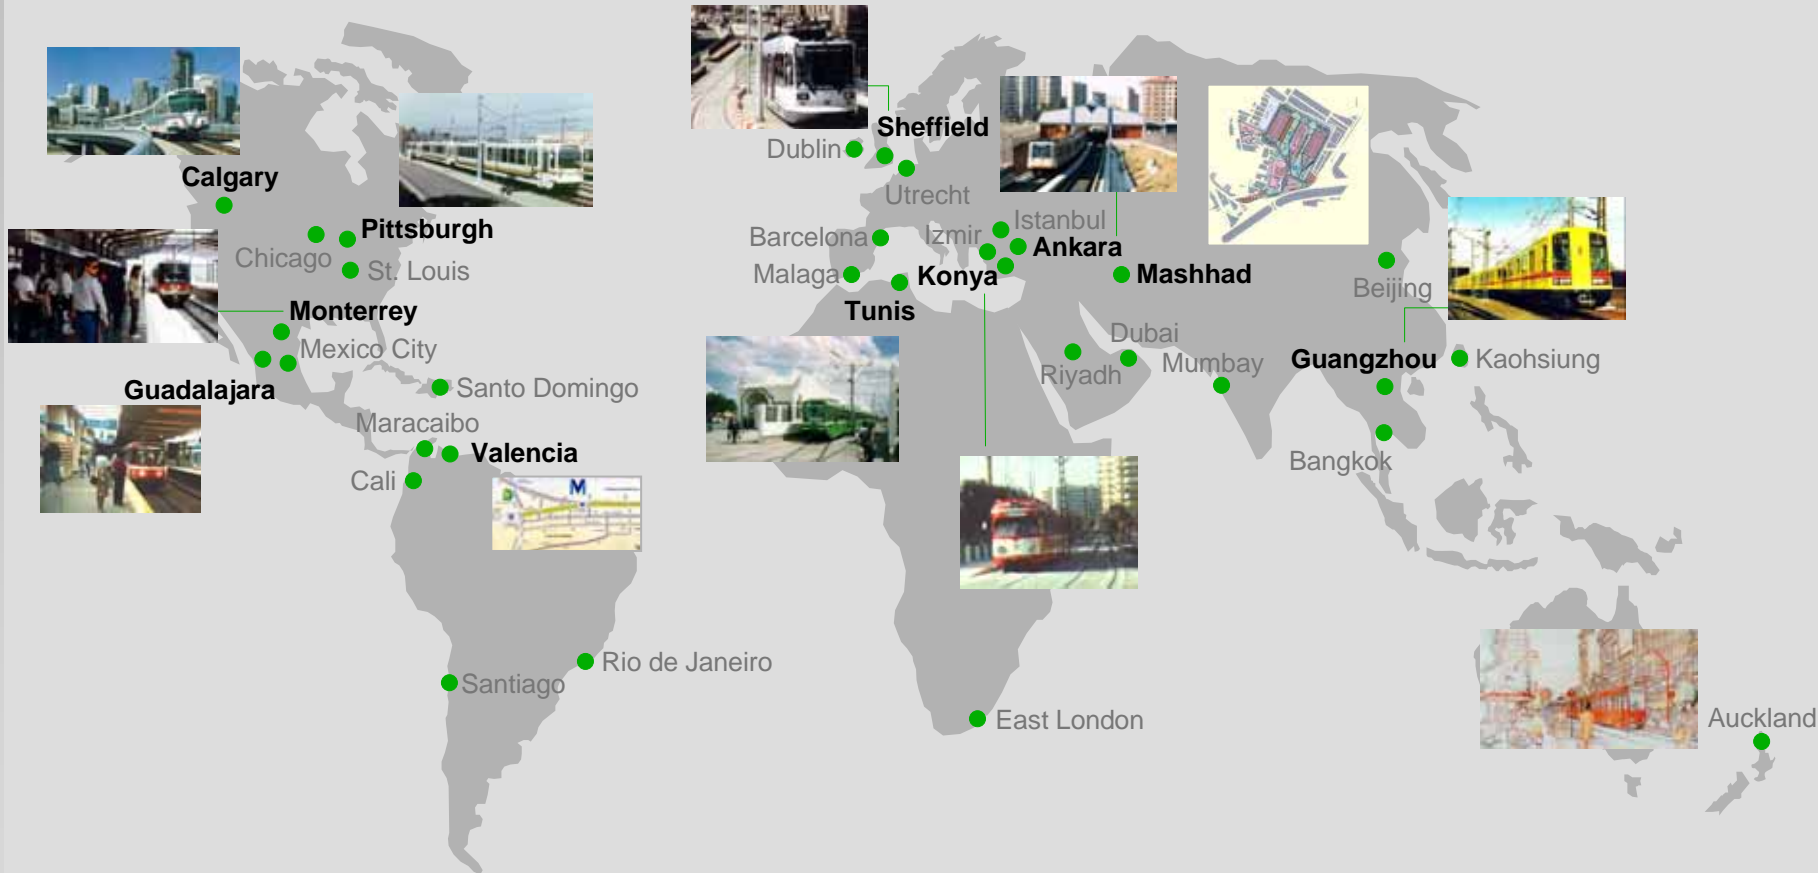 Calgary
Pittsburgh
Chicago
St. Louis
Monterrey
Mexico City
Guadalajara
Santo Domingo
Maracaibo
Valencia
Cali
M
Rio de Janeiro
Santiago
Sheffield
Dublin
Utrecht
Istanbul
Barcelona
Izmir
Ankara
Malaga
Konya
Mashhad
Tunis
Beijing
Dubai
Riyadh
Mumbay
Guangzhou
Kaohsiung
Bangkok
East London
Auckland